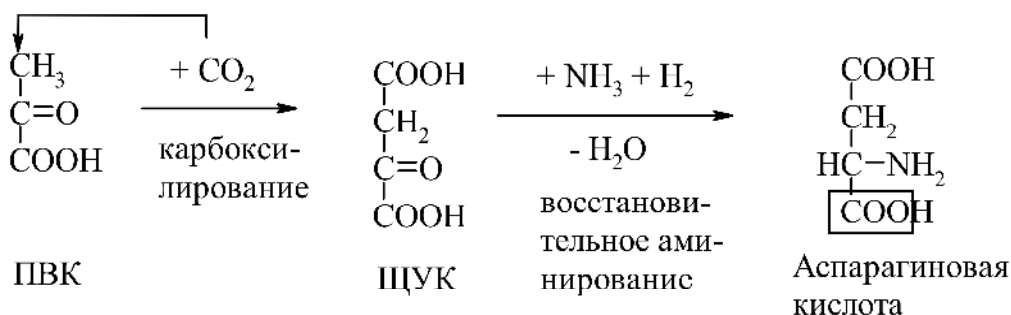 CH₃
C=O
COOH
ПВК
+ CO₂
карбокси-
лирование
COOH
CH₂
C=O
COOH
ЩУК
+ NH₃ + H₂
- H₂O
восстанови-
тельное ами-
нирование
COOH
CH₂
HC–NH₂
COOH
Аспарагиновая
кислота